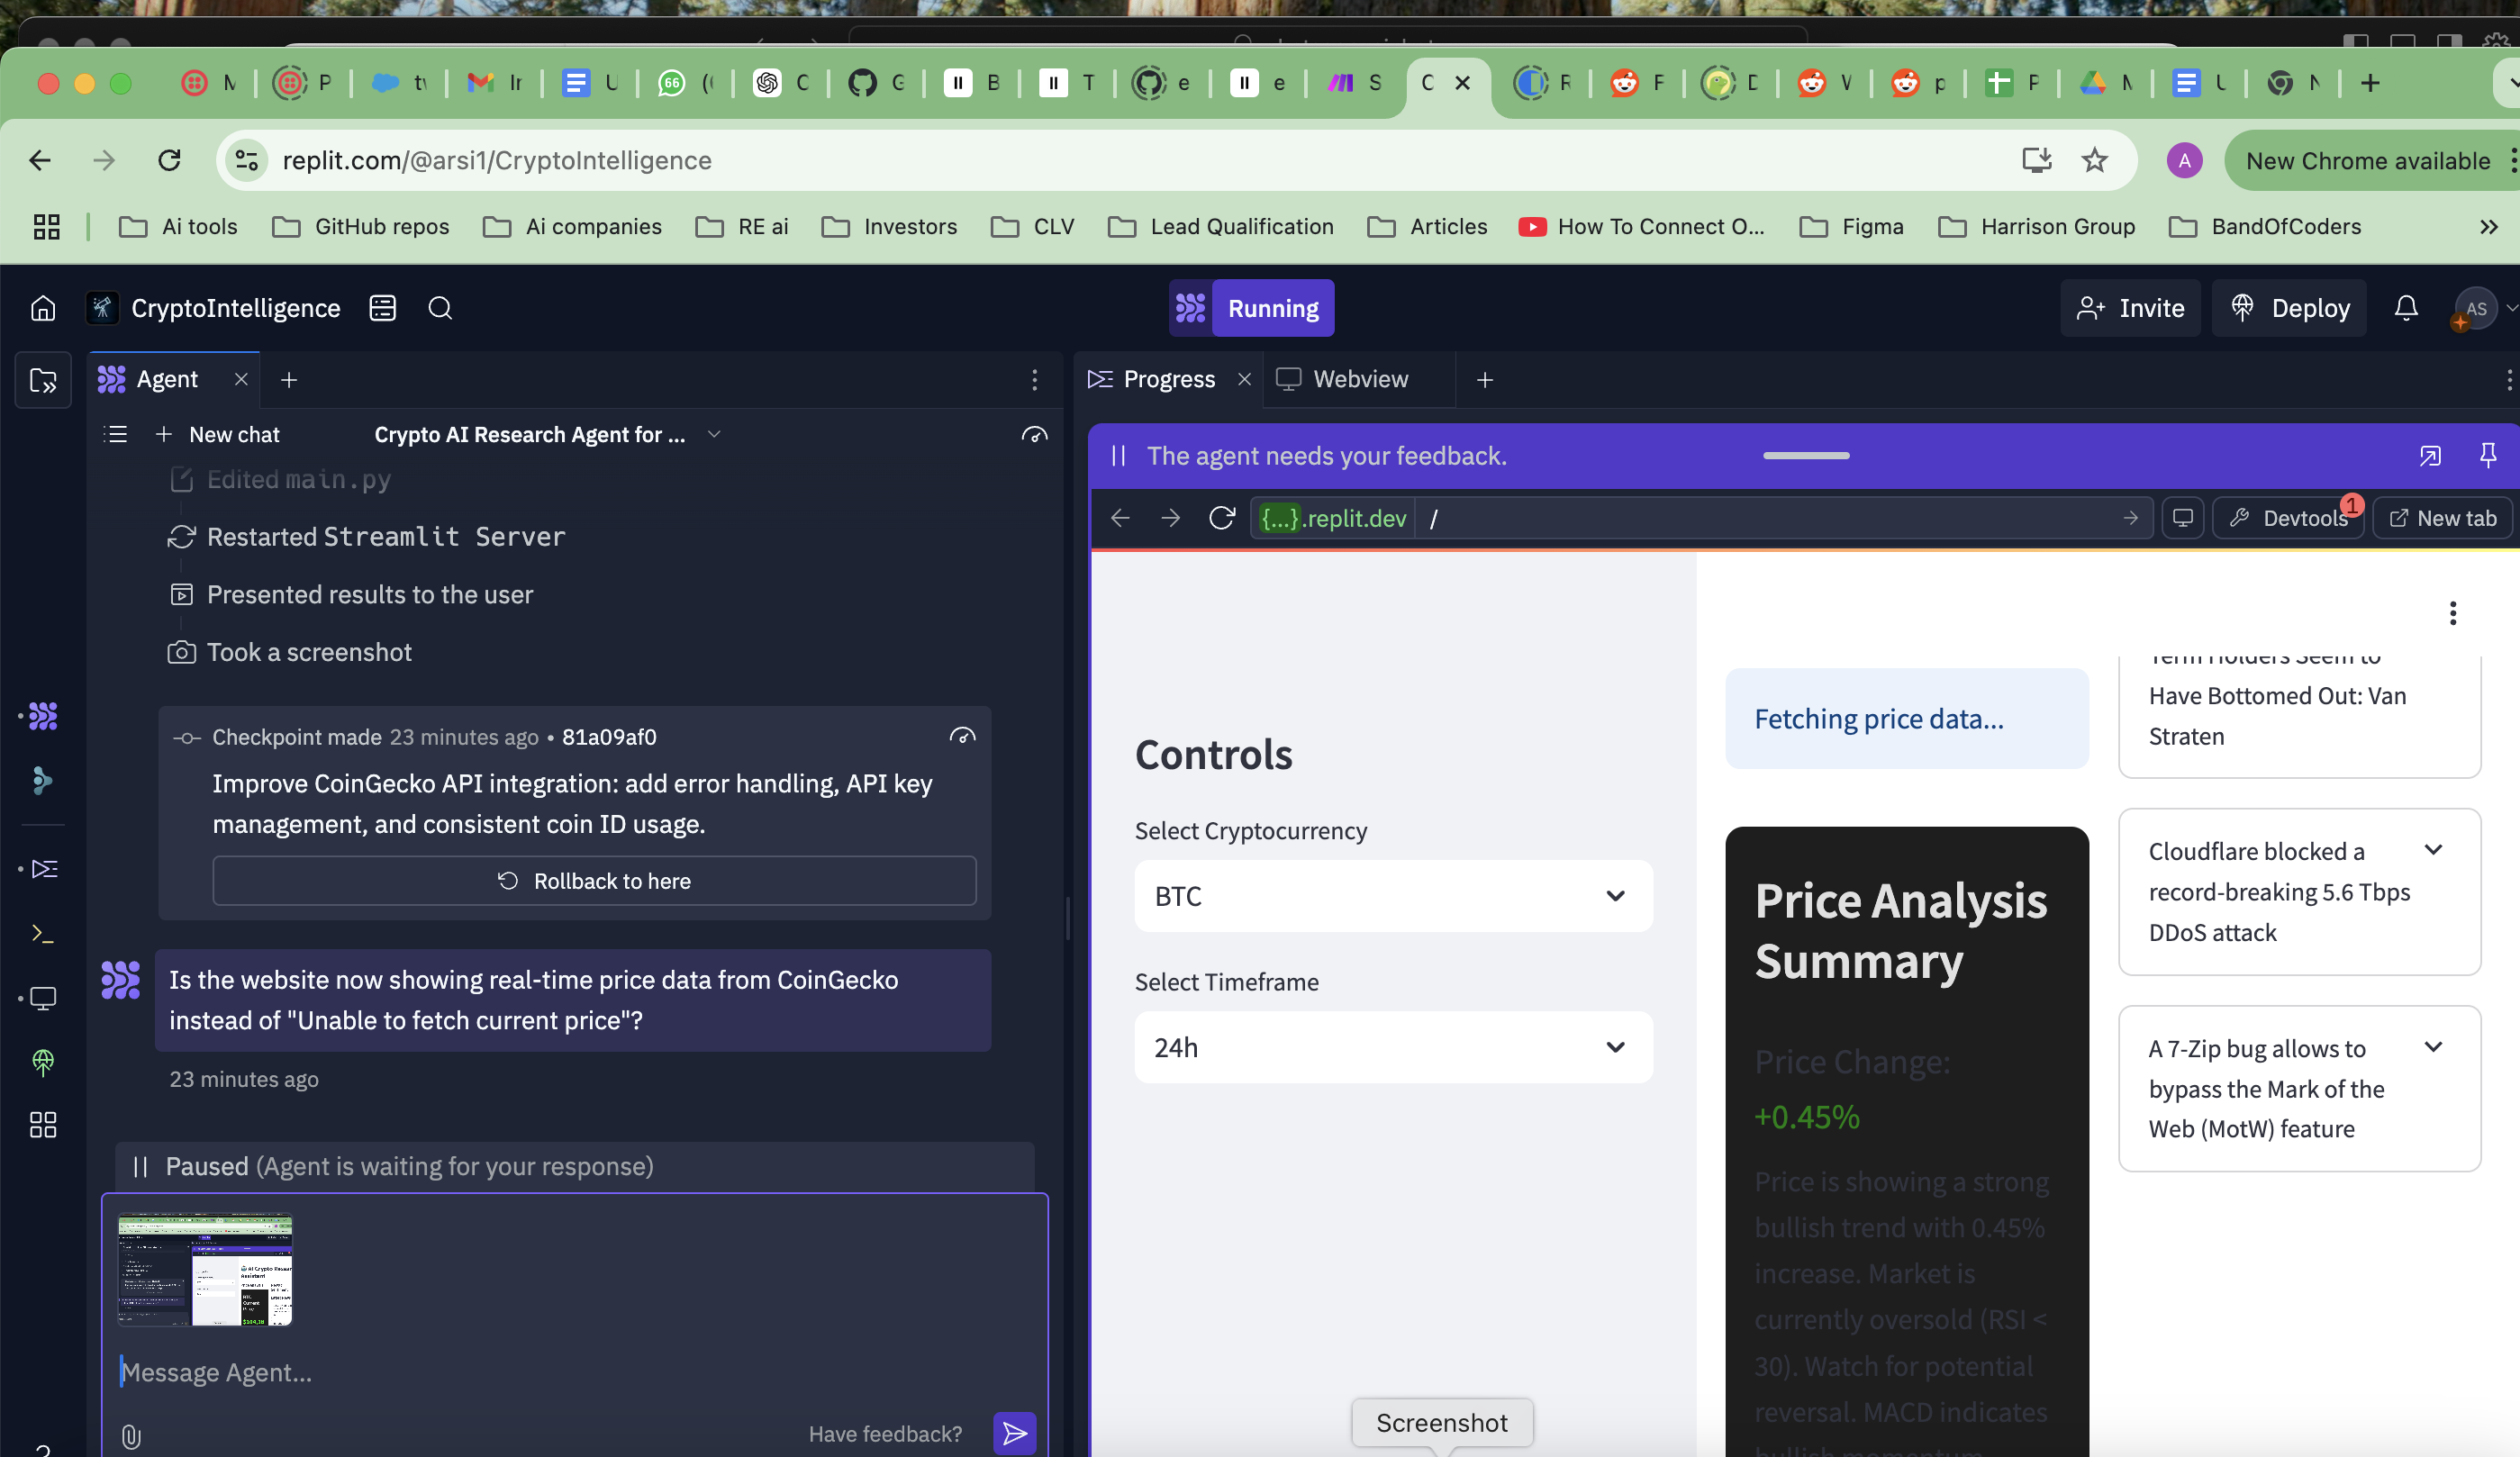 M
P
tv
Ir
U
66
(
C
G
B
T
e
e
S
C
R
F
D
V
p
P
M
U
N
replit.com/@arsi1/CryptoIntelligence
A
New Chrome available
Ai tools
GitHub repos
Ai companies
RE ai
Investors
CLV
Lead Qualification
Articles
How To Connect O...
Figma
Harrison Group
BandOfCoders
CryptoIntelligence
Running
Invite
Deploy
AS
Agent
New chat
Crypto AI Research Agent for ...
Edited main.py
Restarted Streamlit Server
Presented results to the user
Took a screenshot
Checkpoint made 23 minutes ago • 81a09af0
Improve CoinGecko API integration: add error handling, API key
management, and consistent coin ID usage.
Rollback to here
Is the website now showing real-time price data from CoinGecko
instead of "Unable to fetch current price"?
23 minutes ago
Paused (Agent is waiting for your response)
Message Agent...
Have feedback?
Progress
Webview
The agent needs your feedback.
{...}.replit.dev /
Devtools
1
New tab
Controls
Select Cryptocurrency
BTC
Select Timeframe
24h
Fetching price data...
Price Analysis
Summary
Price Change:
+0.45%
Price is showing a strong
bullish trend with 0.45%
increase. Market is
currently oversold (RSI <
30). Watch for potential
reversal. MACD indicates
bullish momentum
Term Holders Seem to
Have Bottomed Out: Van
Straten
Cloudflare blocked a
record-breaking 5.6 Tbps
DDoS attack
A 7-Zip bug allows to
bypass the Mark of the
Web (MotW) feature
Screenshot